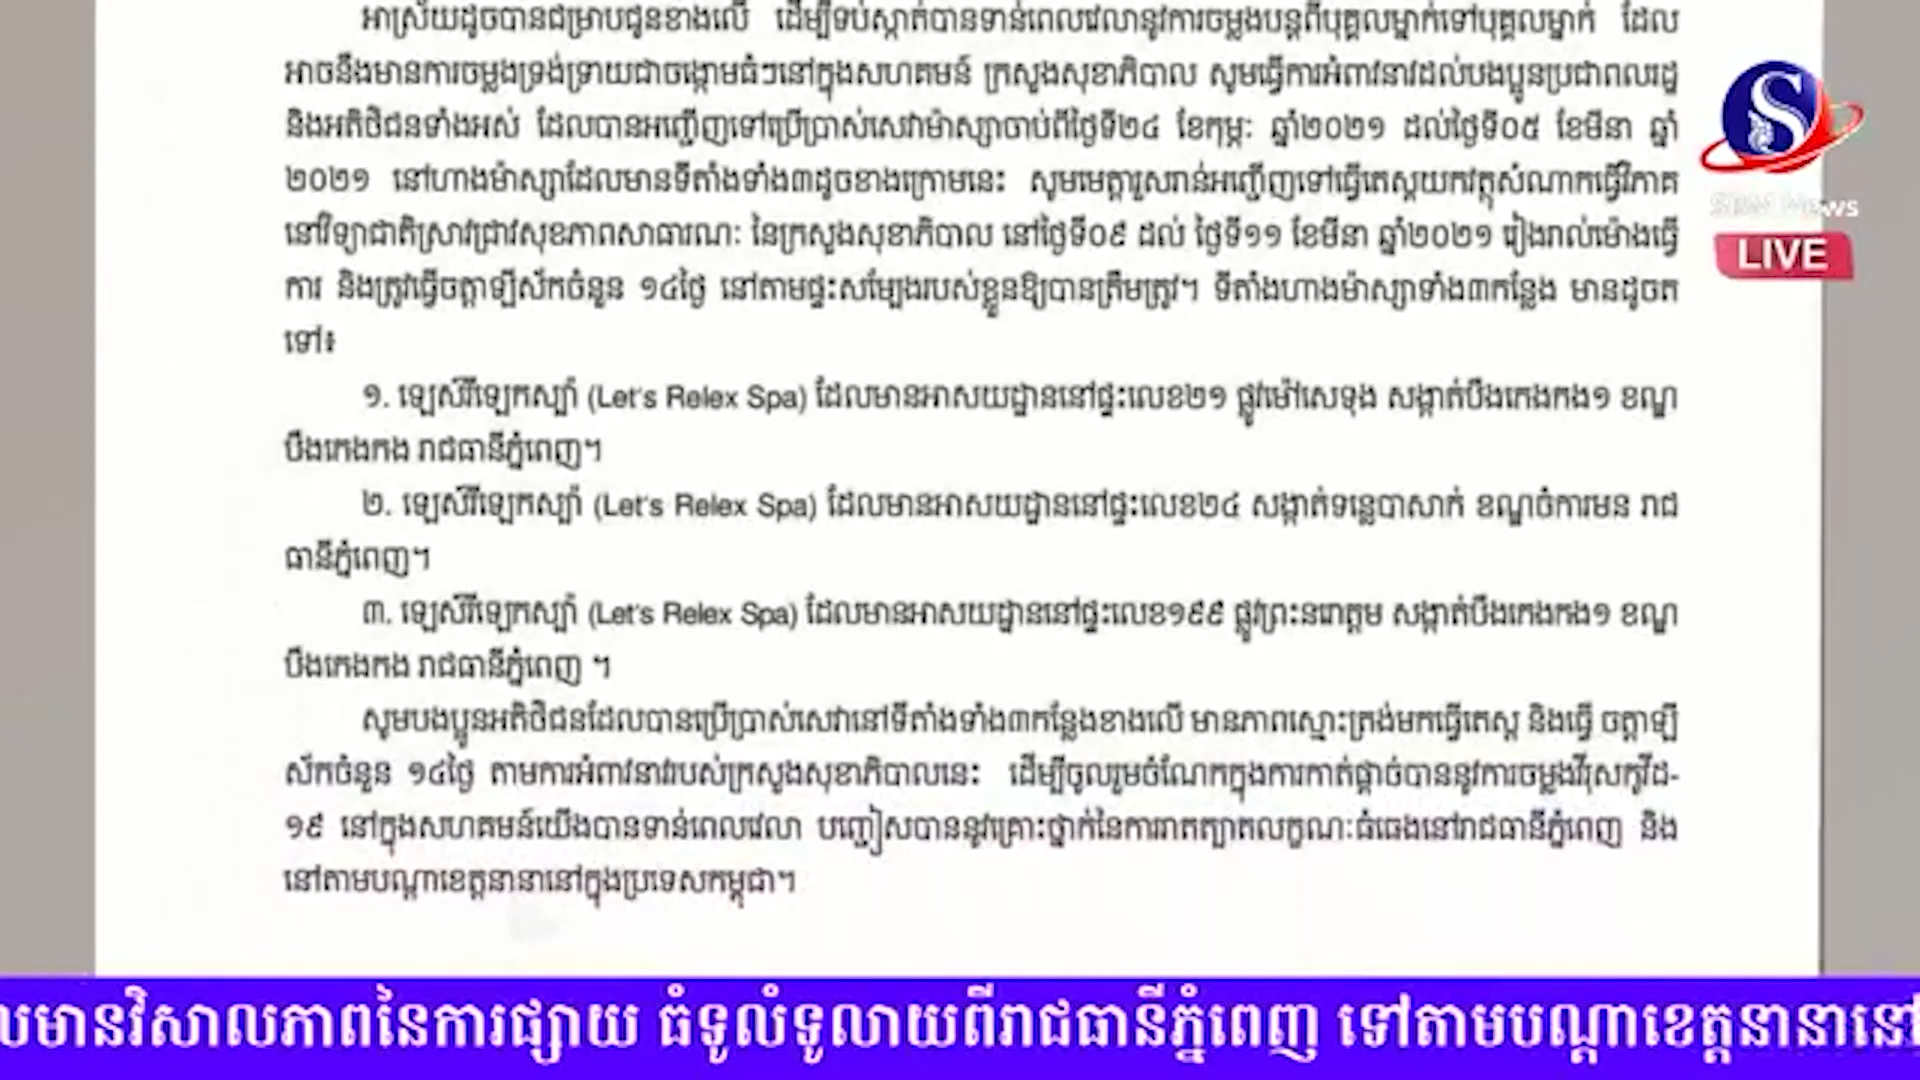 អាស្រ័យដូចបានជម្រាបជូនខាងលើ ដើម្បីទប់ស្កាត់បានទាន់ពេលវេលានូវការចម្លងបន្តពីបុគ្គលម្នាក់ទៅបុគ្គលម្នាក់ ដែល
អាចនឹងមានការចម្លងទ្រង់ទ្រាយជាចង្កោមធំៗនៅក្នុងសហគមន៍ ក្រសួងសុខាភិបាល សូមធ្វើការអំពាវនាវដល់បងប្អូនប្រជាពលរដ្ឋ
និងអតិថិជនទាំងអស់ ដែលបានអញ្ជើញទៅប្រើប្រាស់សេវាម៉ាស្សាចាប់ពីថ្ងៃទី២៤ ខែកុម្ភៈ ឆ្នាំ២០២១ ដល់ថ្ងៃទី០៥ ខែមីនា ឆ្នាំ
២០២១ នៅហាងម៉ាស្សាដែលមានទីតាំងទាំង៣ដូចខាងក្រោមនេះ សូមមេត្តារួសរាន់អញ្ជើញទៅធ្វើតេស្តយកវត្ថុសំណាកធ្វើវិភាគ
នៅវិទ្យាជាតិស្រាវជ្រាវសុខភាពសាធារណៈ នៃក្រសួងសុខាភិបាល នៅថ្ងៃទី០៩ ដល់ ថ្ងៃទី១១ ខែមីនា ឆ្នាំ២០២១ រៀងរាល់ម៉ោងធ្វើ
ការ និងត្រូវធ្វើចត្តាឡីស័កចំនួន ១៤ថ្ងៃ នៅតាមផ្ទះសម្បែងរបស់ខ្លួនឱ្យបានត្រឹមត្រូវ។ ទីតាំងហាងម៉ាស្សាទាំង៣កន្លែង មានដូចត
ទៅ៖
១. ឡេស៍រីឡេកស្ប៉ា (Let's Relex Spa) ដែលមានអាសយដ្ឋាននៅផ្ទះលេខ២១ ផ្លូវម៉ៅសេទុង សង្កាត់បឹងកេងកង១ ខណ្ឌ
បឹងកេងកង រាជធានីភ្នំពេញ។
២. ឡេស៍រីឡេកស្ប៉ា (Let's Relex Spa) ដែលមានអាសយដ្ឋាននៅផ្ទះលេខ២៤ សង្កាត់ទន្លេបាសាក់ ខណ្ឌចំការមន រាជ
ធានីភ្នំពេញ។
៣. ឡេស៍រីឡេកស្ប៉ា (Let's Relex Spa) ដែលមានអាសយដ្ឋាននៅផ្ទះលេខ១៩៩ ផ្លូវព្រះនរោត្តម សង្កាត់បឹងកេងកង១ ខណ្ឌ
បឹងកេងកង រាជធានីភ្នំពេញ ។
សូមបងប្អូនអតិថិជនដែលបានប្រើប្រាស់សេវានៅទីតាំងទាំង៣កន្លែងខាងលើ មានភាពស្មោះត្រង់មកធ្វើតេស្ត និងធ្វើ ចត្តាឡី
ស័កចំនួន ១៤ថ្ងៃ តាមការអំពាវនាវរបស់ក្រសួងសុខាភិបាលនេះ ដើម្បីចូលរួមចំណែកក្នុងការកាត់ផ្តាច់បាននូវការចម្លងវីរុសកូវីដ-
១៩ នៅក្នុងសហគមន៍យើងបានទាន់ពេលវេលា បញ្ចៀសបាននូវគ្រោះថ្នាក់នៃការរាតត្បាតលក្ខណៈធំធេងនៅរាជធានីភ្នំពេញ និង
នៅតាមបណ្តាខេត្តនានានៅក្នុងប្រទេសកម្ពុជា។
News
LIVE
លមានវិសាលភាពនៃការផ្សាយ ធំទូលំទូលាយពីរាជធានីភ្នំពេញ ទៅតាមបណ្តាខេត្តនានានៅ